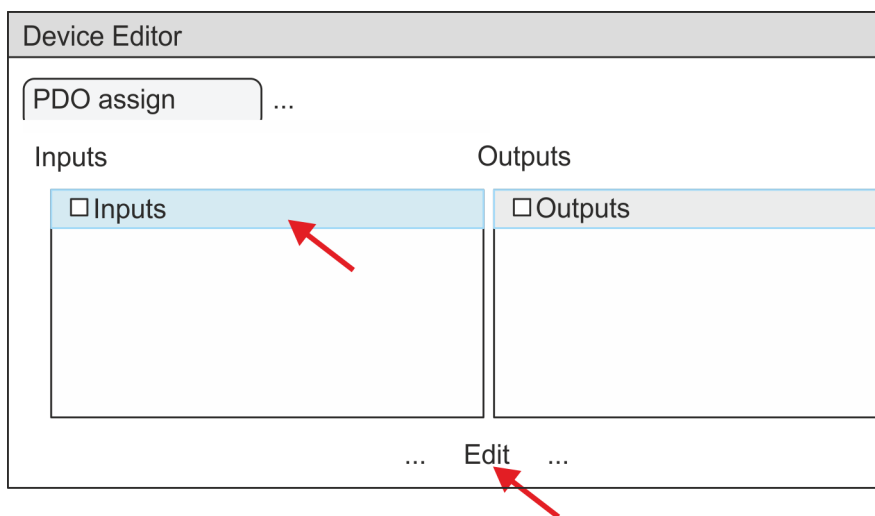 Device Editor
PDO assign ...
Inputs Outputs
Inputs Outputs
... Edit ...